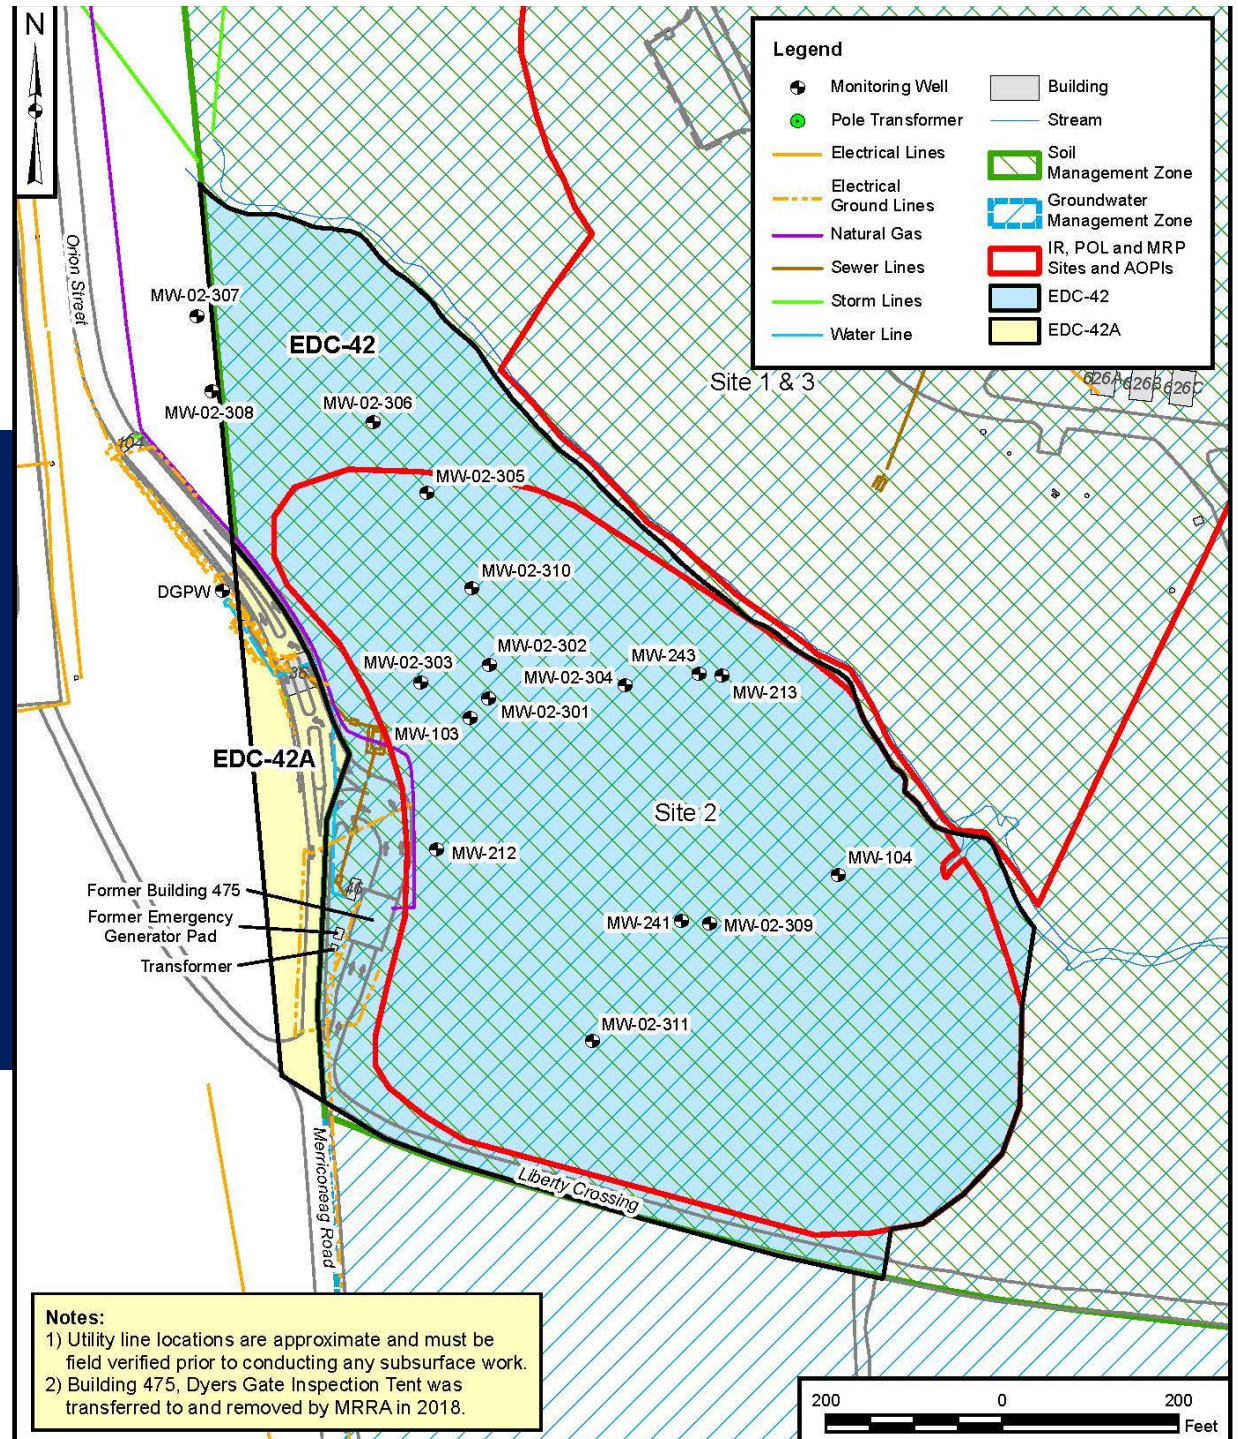 N
Legend
Monitoring Well
Pole Transformer
Electrical Lines
Electrical
Ground Lines
Natural Gas
Sewer Lines
Storm Lines
Water Line
Building
Stream
Soil
Management Zone
Groundwater
Management Zone
IR, POL and MRP
Sites and AOPIs
EDC-42
EDC-42A
Orion Street
MW-02-307
EDC-42
Site 1 & 3
626A
626B
626C
MW-02-308
MW-02-306
104
MW-02-305
MW-02-310
DGPW
MW-02-302
MW-02-303
MW-243
MW-02-304
MW-213
MW-02-301
MW-103
EDC-42A
Site 2
MW-212
MW-104
Former Building 475
Former Emergency
Generator Pad
MW-241
MW-02-309
Transformer
MW-02-311
Merriconeag Road
Liberty Crossing
Notes:
1) Utility line locations are approximate and must be
field verified prior to conducting any subsurface work.
2) Building 475, Dyers Gate Inspection Tent was
transferred to and removed by MRRA in 2018.
200 0 200
Feet